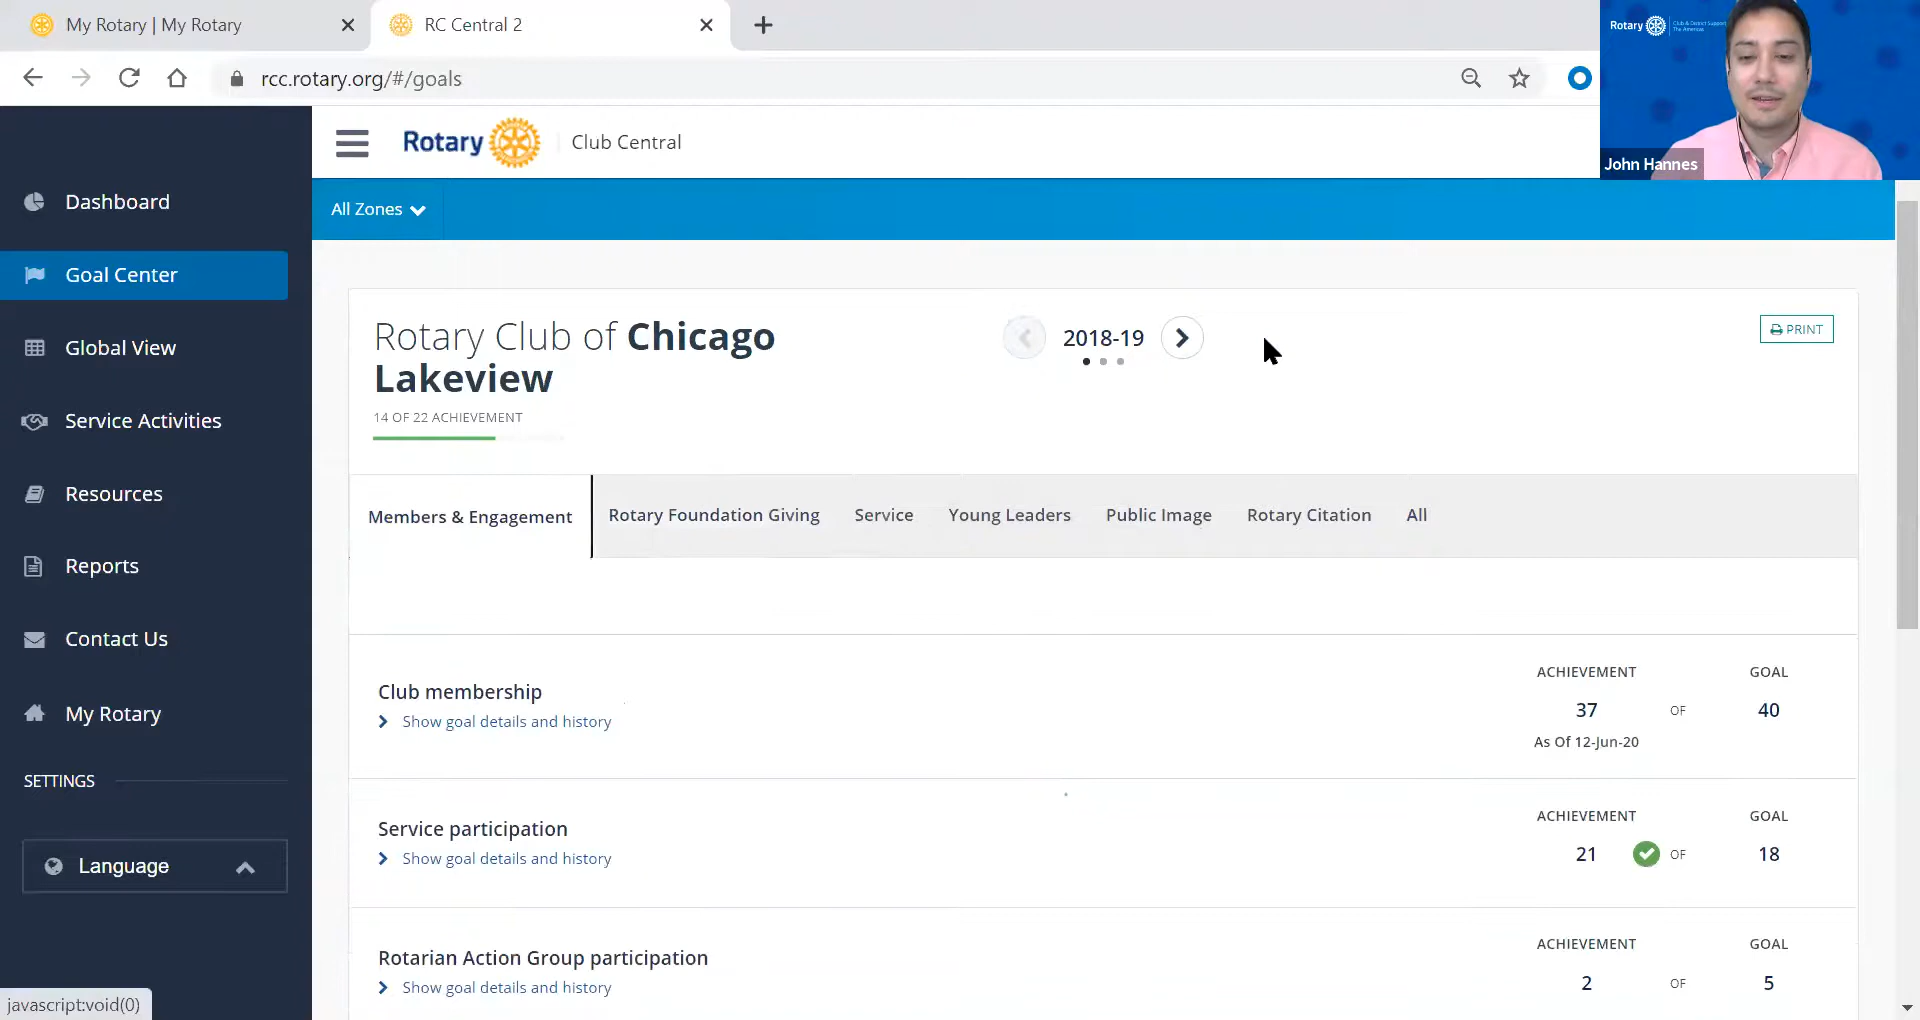 My Rotary | My Rotary
RC Central 2
rcc.rotary.org/#/goals
Rotary
Club & District Support
The Americas
John Hannes
Rotary
Club Central
All Zones
Dashboard
Goal Center
Global View
Service Activities
Resources
Reports
Contact Us
My Rotary
SETTINGS
Language
javascript:void(0)
Rotary Club of Chicago
Lakeview
14 OF 22 ACHIEVEMENT
2018-19
PRINT
Members & Engagement
Rotary Foundation Giving
Service
Young Leaders
Public Image
Rotary Citation
All
Club membership
Show goal details and history
ACHIEVEMENT
GOAL
37 OF 40
As Of 12-Jun-20
Service participation
Show goal details and history
ACHIEVEMENT
GOAL
21 OF 18
Rotarian Action Group participation
Show goal details and history
ACHIEVEMENT
GOAL
2 OF 5